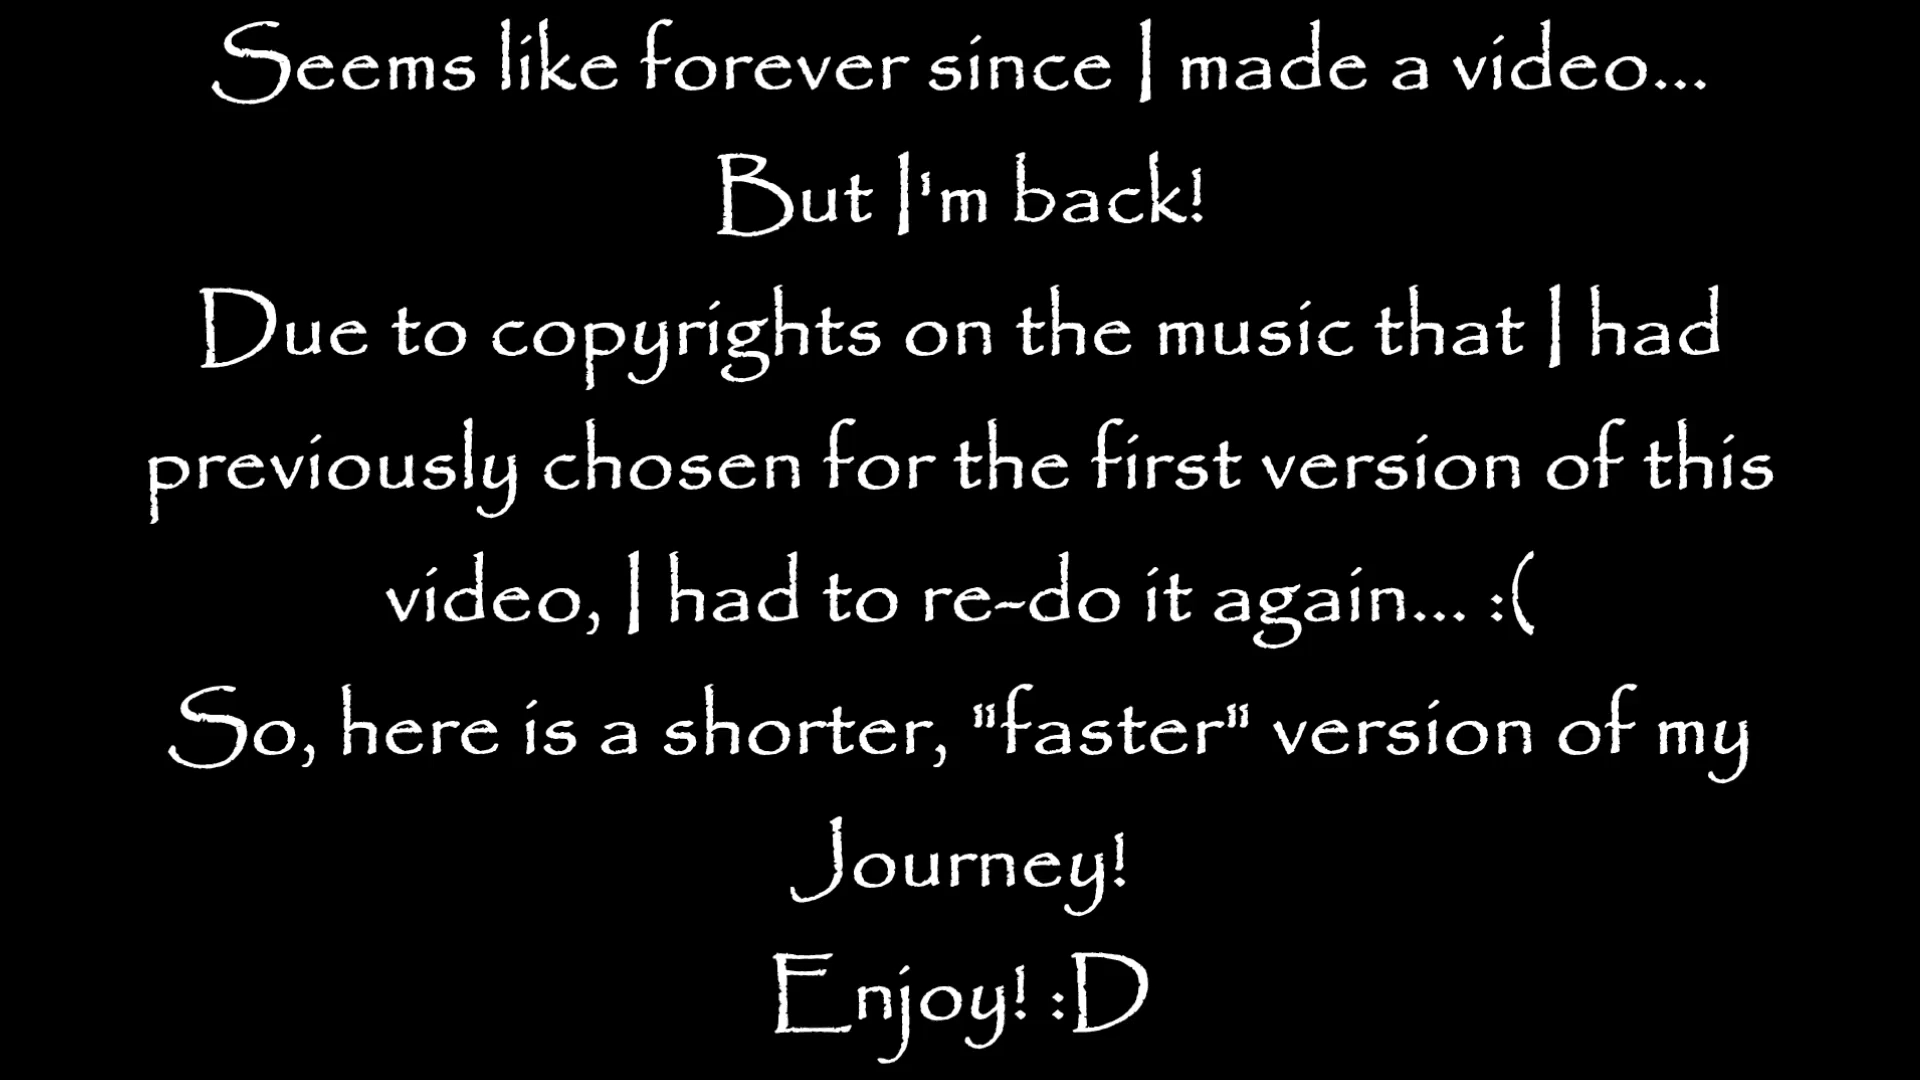 Seems like forever since I made a video...
But I'm back!
Due to copyrights on the music that I had
previously chosen for the first version of this
video, I had to re-do it again... :(
So, here is a shorter, "faster" version of my
Journey!
Enjoy! :D